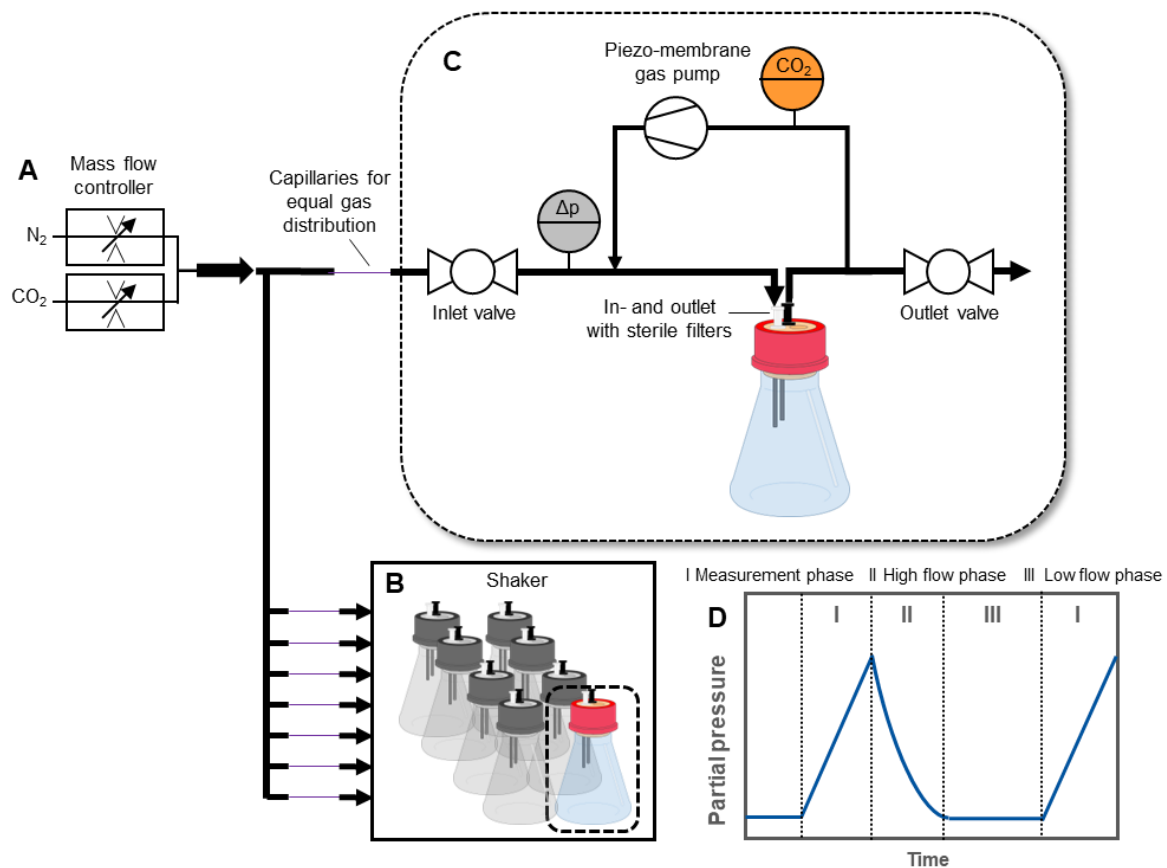 A
Mass flow
controller
N₂
CO₂
Capillaries for
equal gas
distribution
C
Piezo-membrane
gas pump
CO₂
Δp
Inlet valve
In- and outlet
with sterile filters
Outlet valve
B
Shaker
I Measurement phase II High flow phase III Low flow phase
D
I II III I
Partial pressure
Time